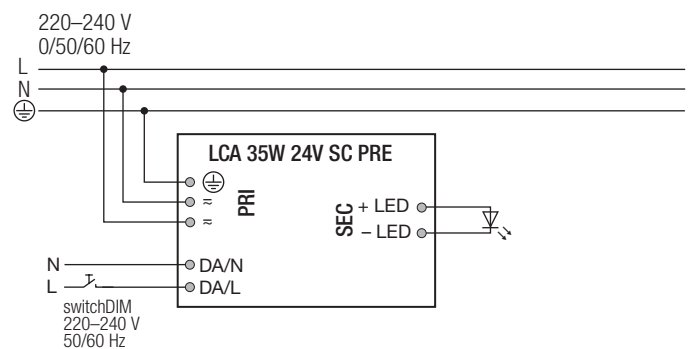 220–240 V
0/50/60 Hz
L
N
LCA 35W 24V SC PRE
PRI
≂
≂
SEC
+ LED
– LED
N
DA/N
L
DA/L
switchDIM
220–240 V
50/60 Hz